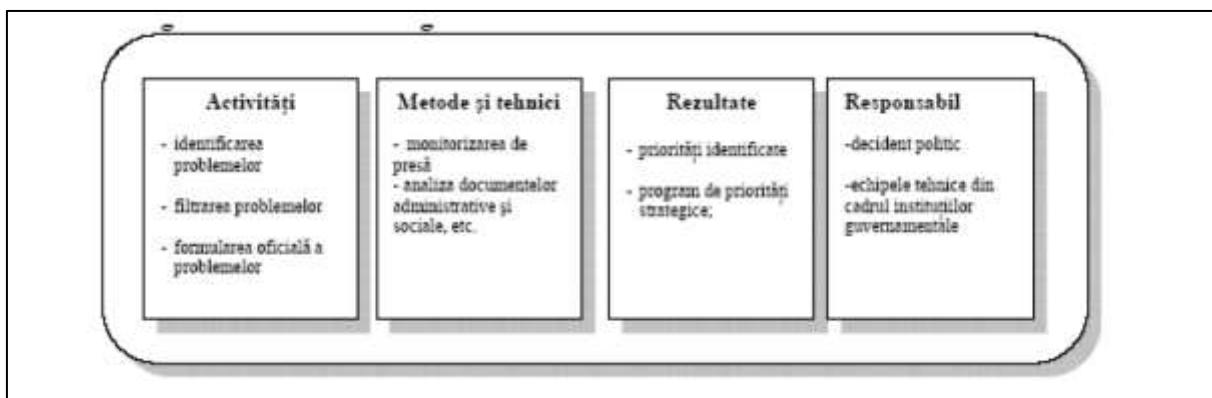 Activități
- identificarea
problemelor
- filtrarea problemelor
- formularea oficială a
problemelor
Metode și tehnici
- monitorizarea de
presă
- analiza documentelor
administrative și
sociale, etc.
Rezultate
- priorități identificate
- program de priorități
strategice;
Responsabil
-decident politic
-echipele tehnice din
cadrul instituțiilor
guvernamentale